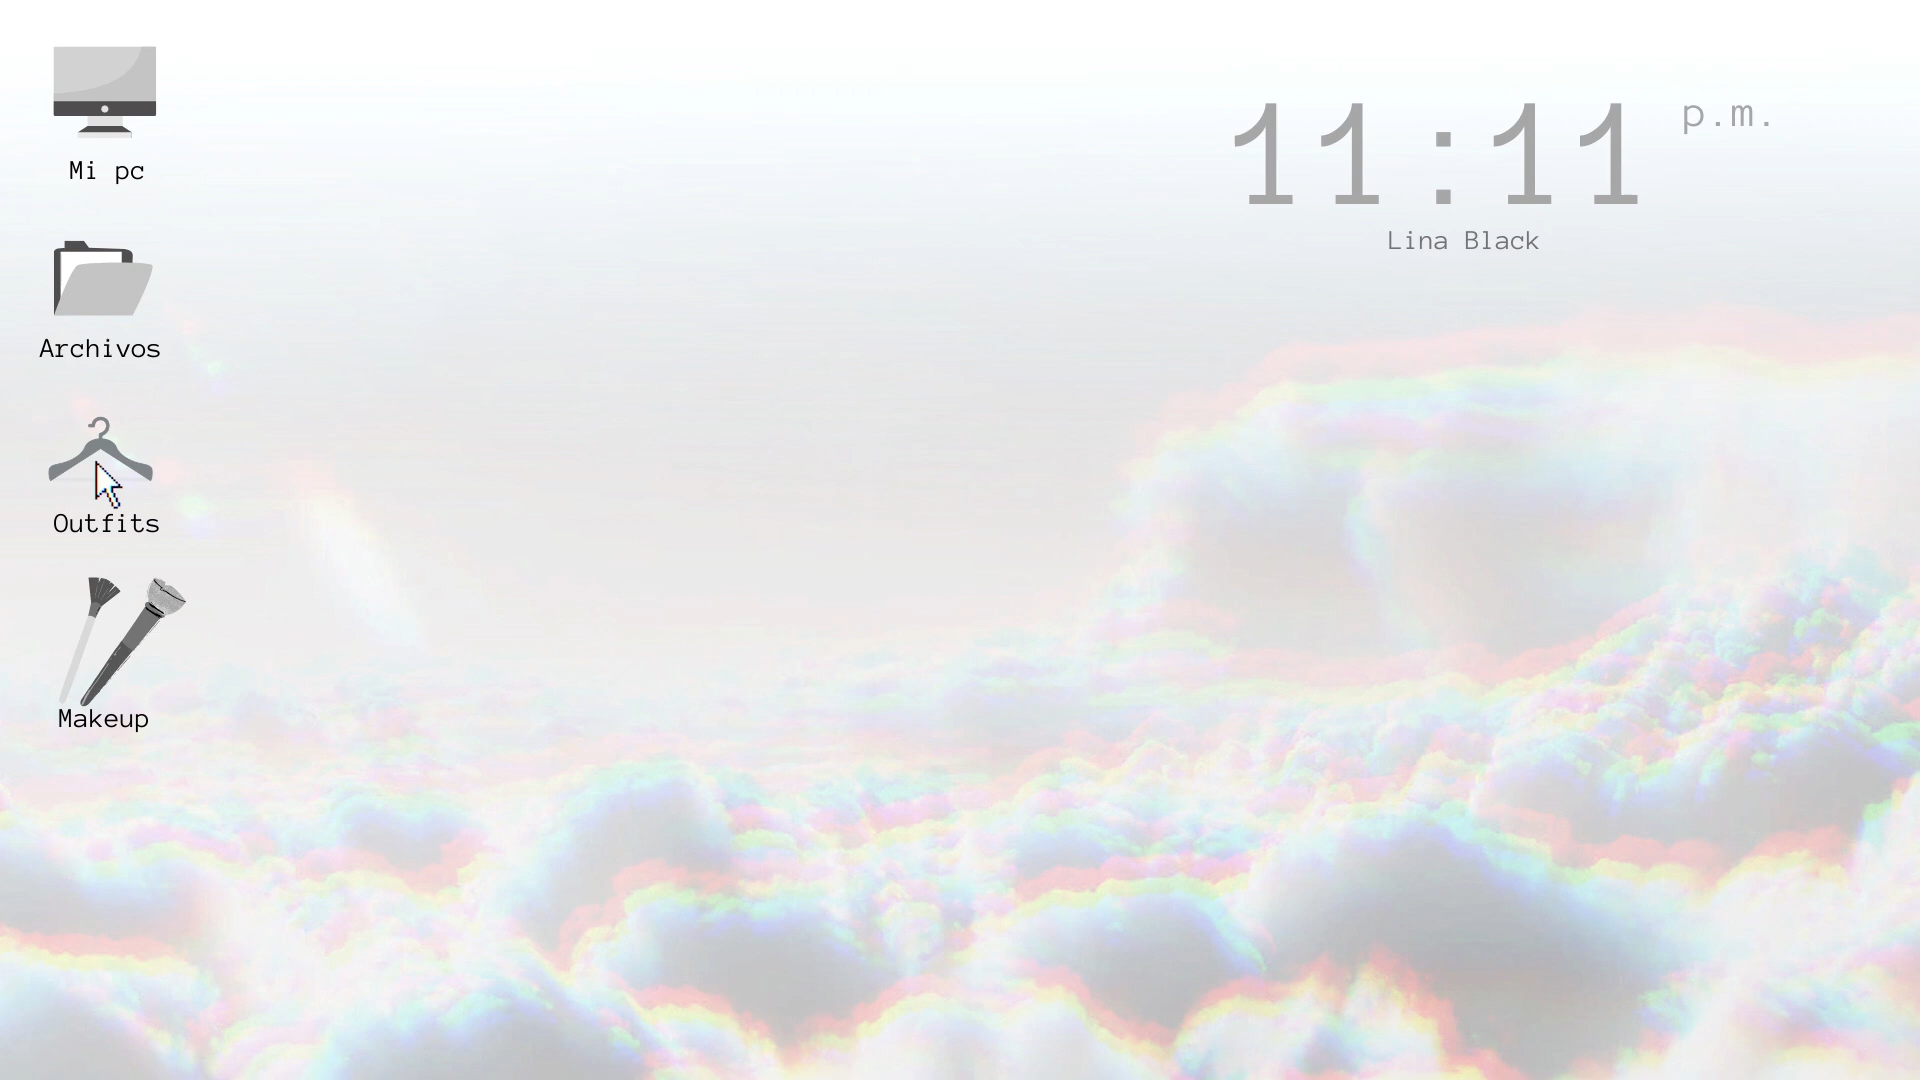 Mi pc
Archivos
Outfits
Makeup
11:11 p.m.
Lina Black